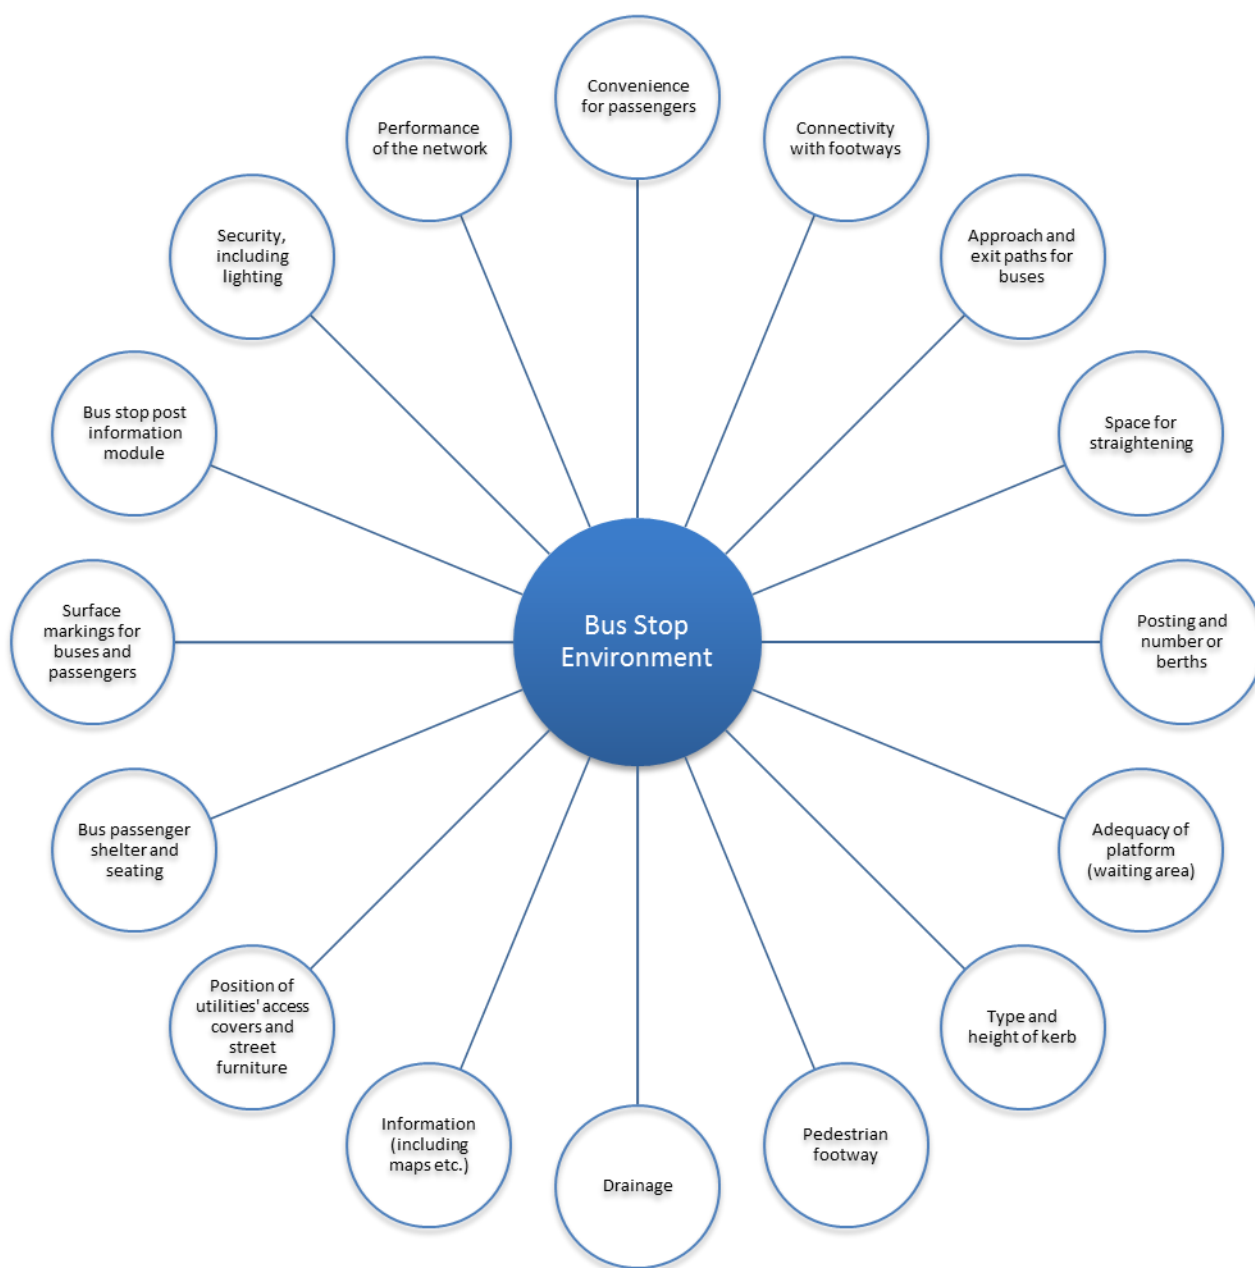 Convenience
for passengers
Connectivity
with footways
Approach and
exit paths for
buses
Space for
straightening
Posting and
number or
berths
Adequacy of
platform
(waiting area)
Type and
height of kerb
Pedestrian
footway
Drainage
Information
(including
maps etc.)
Position of
utilities' access
covers and
street
furniture
Bus passenger
shelter and
seating
Surface
markings for
buses and
passengers
Bus stop post
information
module
Security,
including
lighting
Performance
of the network
Bus Stop
Environment